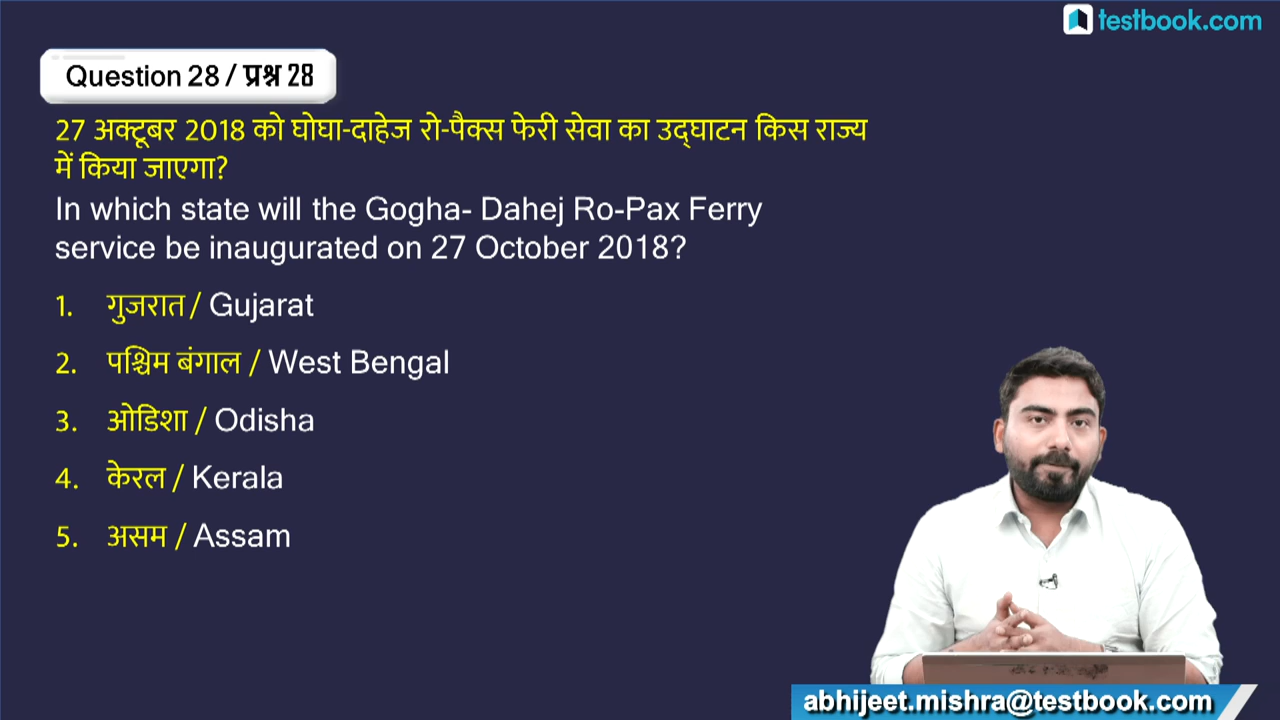 testbook.com
Question 28 / प्रश्न 28
27 अक्टूबर 2018 को घोघा-दाहेज रो-पैक्स फेरी सेवा का उद्घाटन किस राज्य
में किया जाएगा?
In which state will the Gogha- Dahej Ro-Pax Ferry
service be inaugurated on 27 October 2018?
1. गुजरात / Gujarat
2. पश्चिम बंगाल / West Bengal
3. ओडिशा / Odisha
4. केरल / Kerala
5. असम / Assam
abhijeet.mishra@testbook.com